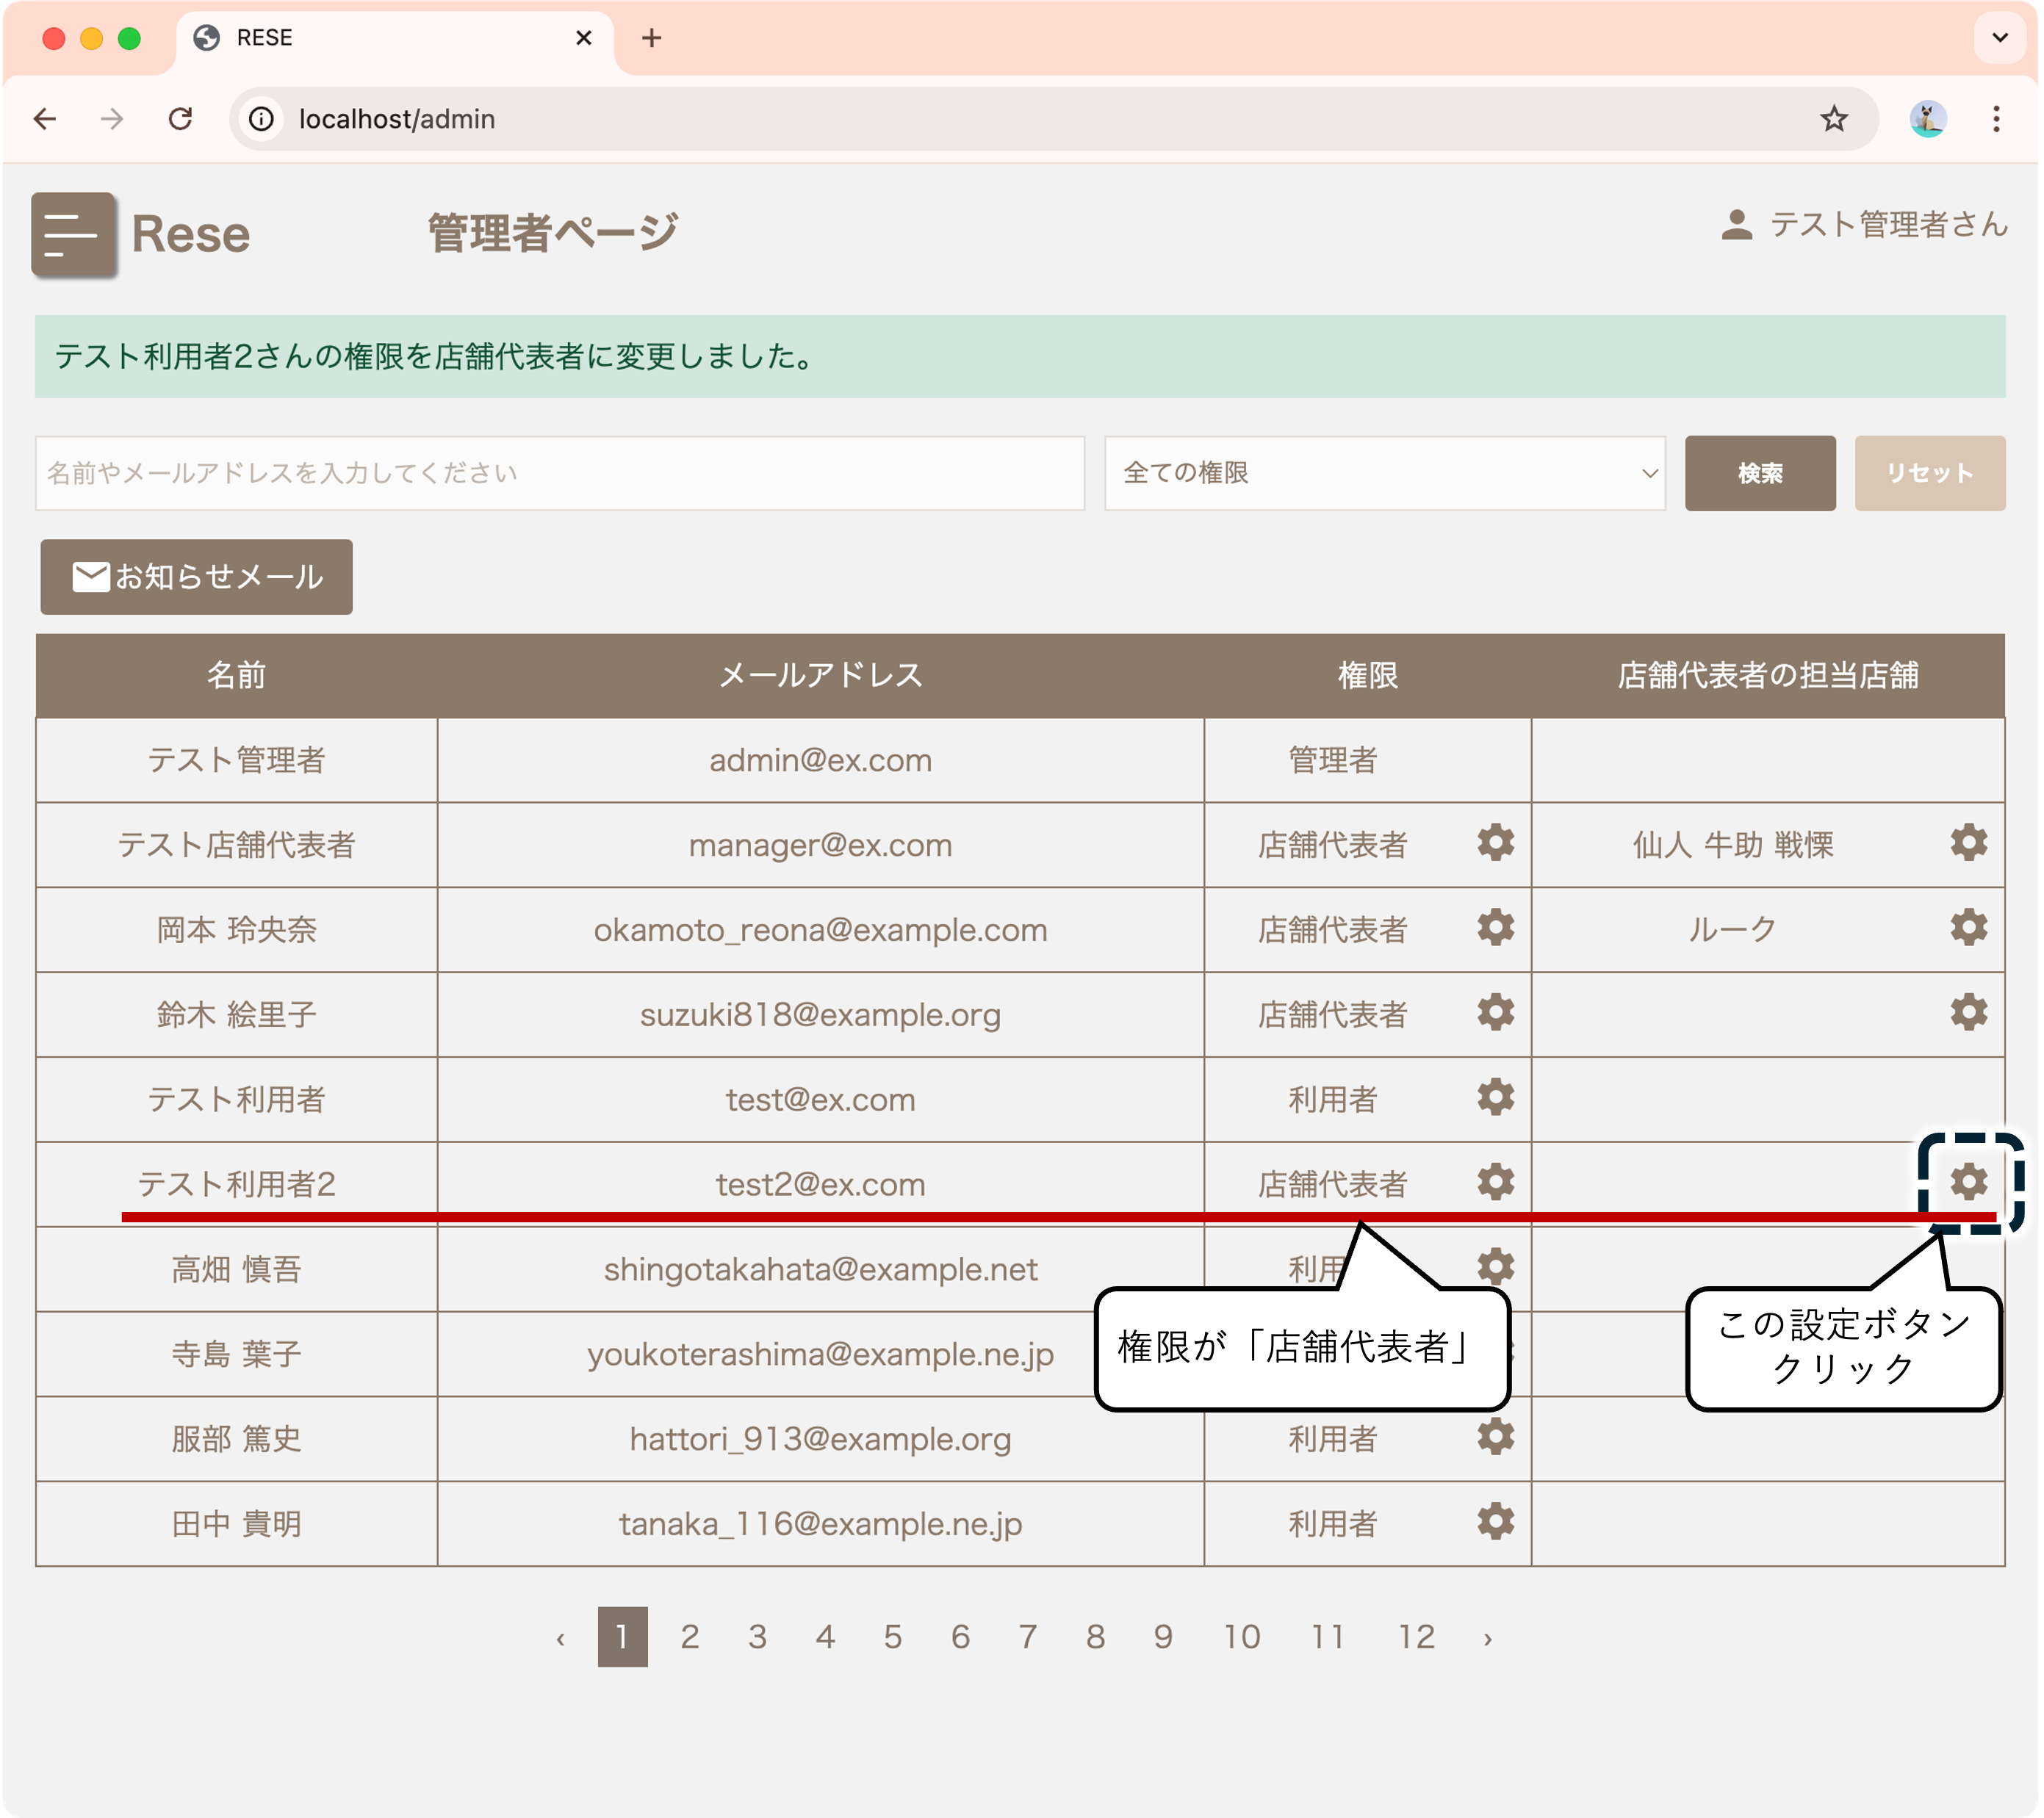 RESE
localhost/admin
Rese
管理者ページ
テスト管理者さん
テスト利用者2さんの権限を店舗代表者に変更しました。
名前やメールアドレスを入力してください
全ての権限
検索
リセット
お知らせメール
名前 メールアドレス 権限 店舗代表者の担当店舗
テスト管理者 admin@ex.com 管理者
テスト店舗代表者 manager@ex.com 店舗代表者 仙人 牛助 戦慄
岡本 玲央奈 okamoto_reona@example.com 店舗代表者 ルーク
鈴木 絵里子 suzuki818@example.org 店舗代表者
テスト利用者 test@ex.com 利用者
テスト利用者2 test2@ex.com 店舗代表者
高畑 慎吾 shingotakahata@example.net 利用
権限が「店舗代表者」
この設定ボタン
クリック
寺島 葉子 youkoterashima@example.ne.jp
服部 篤史 hattori_913@example.org 利用者
田中 貴明 tanaka_116@example.ne.jp 利用者
‹ 1 2 3 4 5 6 7 8 9 10 11 12 ›